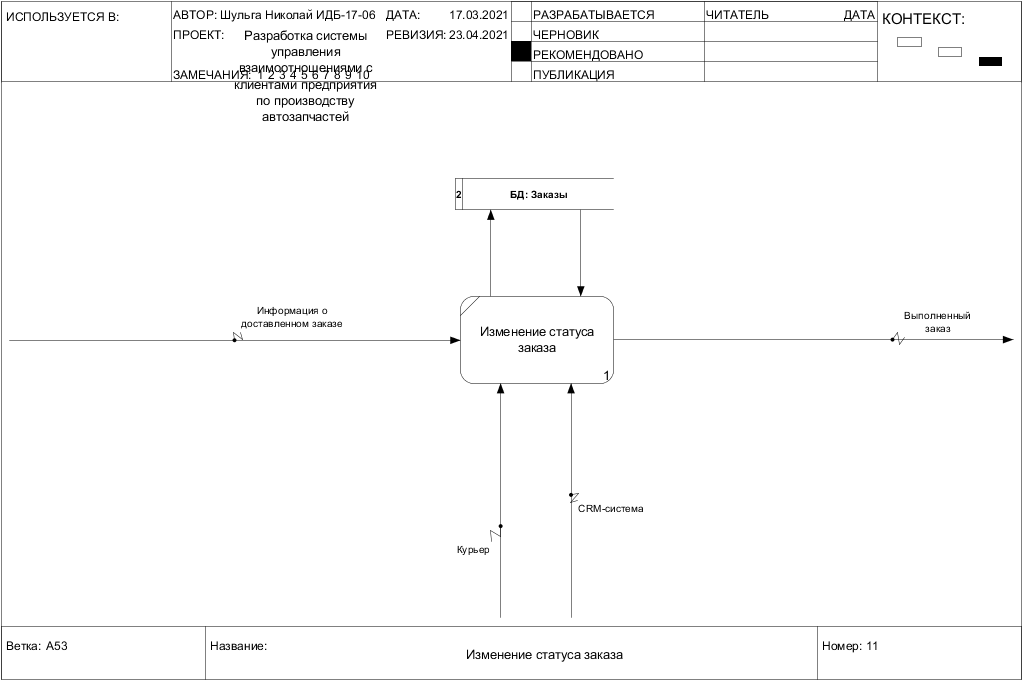 ИСПОЛЬЗУЕТСЯ В:
АВТОР: Шульга Николай ИДБ-17-06
ДАТА: 17.03.2021
РАЗРАБАТЫВАЕТСЯ
ЧИТАТЕЛЬ
ДАТА
КОНТЕКСТ:
ПРОЕКТ:
Разработка системы
управления
взаимоотношениями с
клиентами предприятия
по производству
автозапчастей
РЕВИЗИЯ: 23.04.2021
ЧЕРНОВИК
РЕКОМЕНДОВАНО
ЗАМЕЧАНИЯ: 1 2 3 4 5 6 7 8 9 10
ПУБЛИКАЦИЯ
2
БД: Заказы
Информация о
доставленном заказе
Изменение статуса
заказа
1
Выполненный
заказ
CRM-система
Курьер
Ветка: A53
Название:
Изменение статуса заказа
Номер: 11